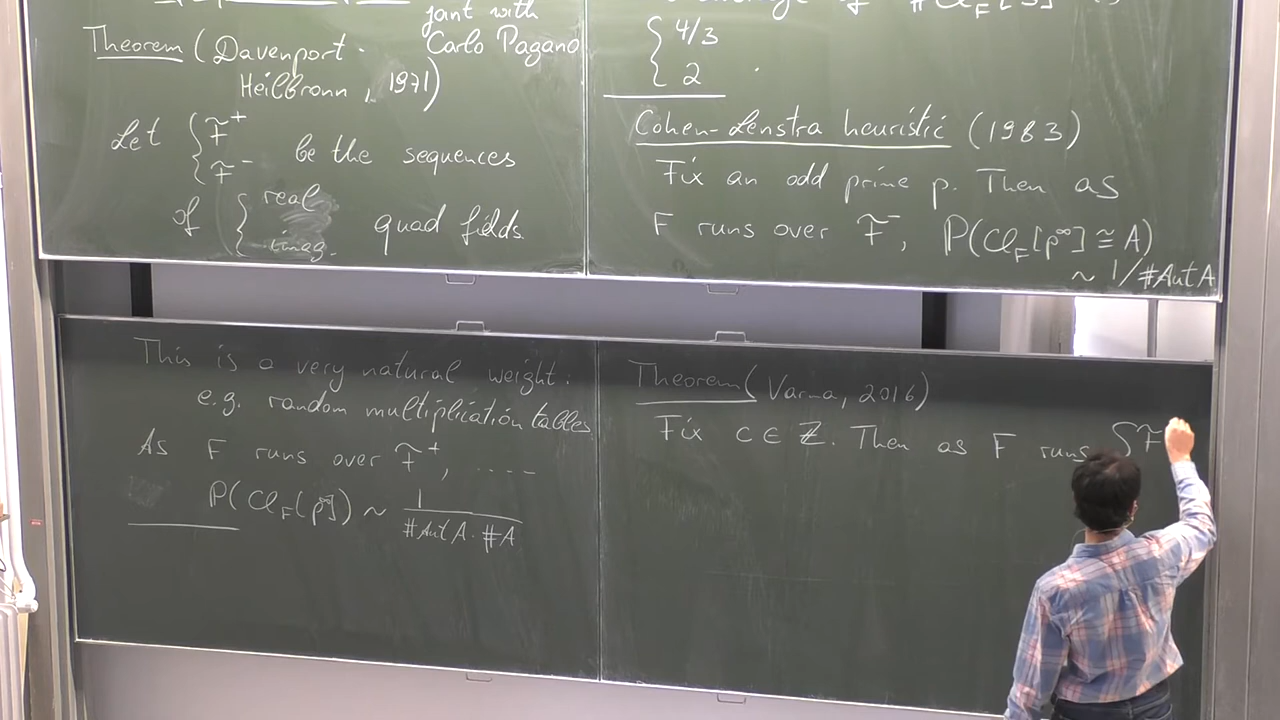 joint with
Carlo Pagano
Theorem (Davenport -
Heilbronn, 1971)
Let { F̃⁺
F̃⁻ be the sequences
of { real
imag. quad fields.
{ 4/3
2 .
Cohen-Lenstra heuristic (1983)
Fix an odd prime p. Then as
F runs over F̃⁻, ℙ(Cl_F[p^∞] ≅ A)
~ 1/#Aut A
This is a very natural weight:
e.g. random multiplication tables
As F runs over F̃⁺, ....
ℙ(Cl_F[p^∞]) ~ 1/(#Aut A · #A)
Theorem (Varma, 2016)
Fix c ∈ ℤ. Then as F runs { F̃